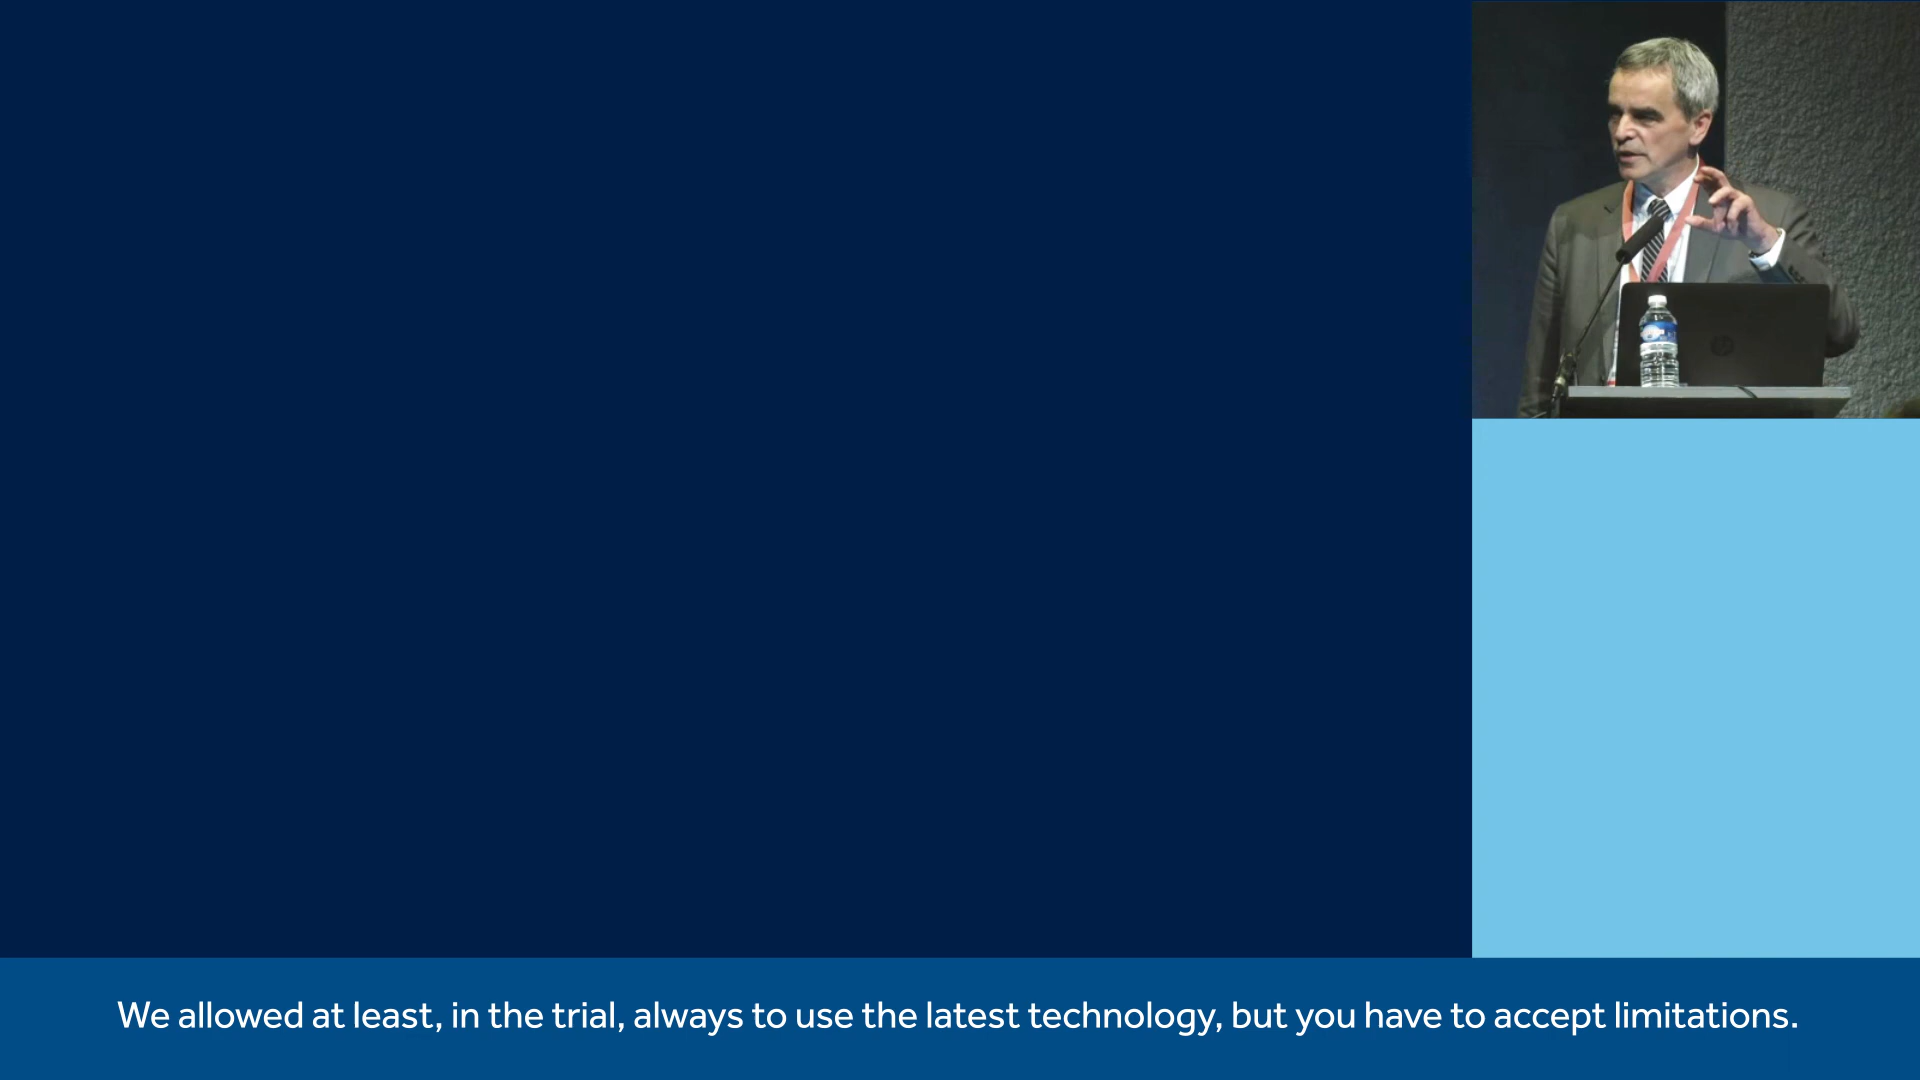 We allowed at least, in the trial, always to use the latest technology, but you have to accept limitations.